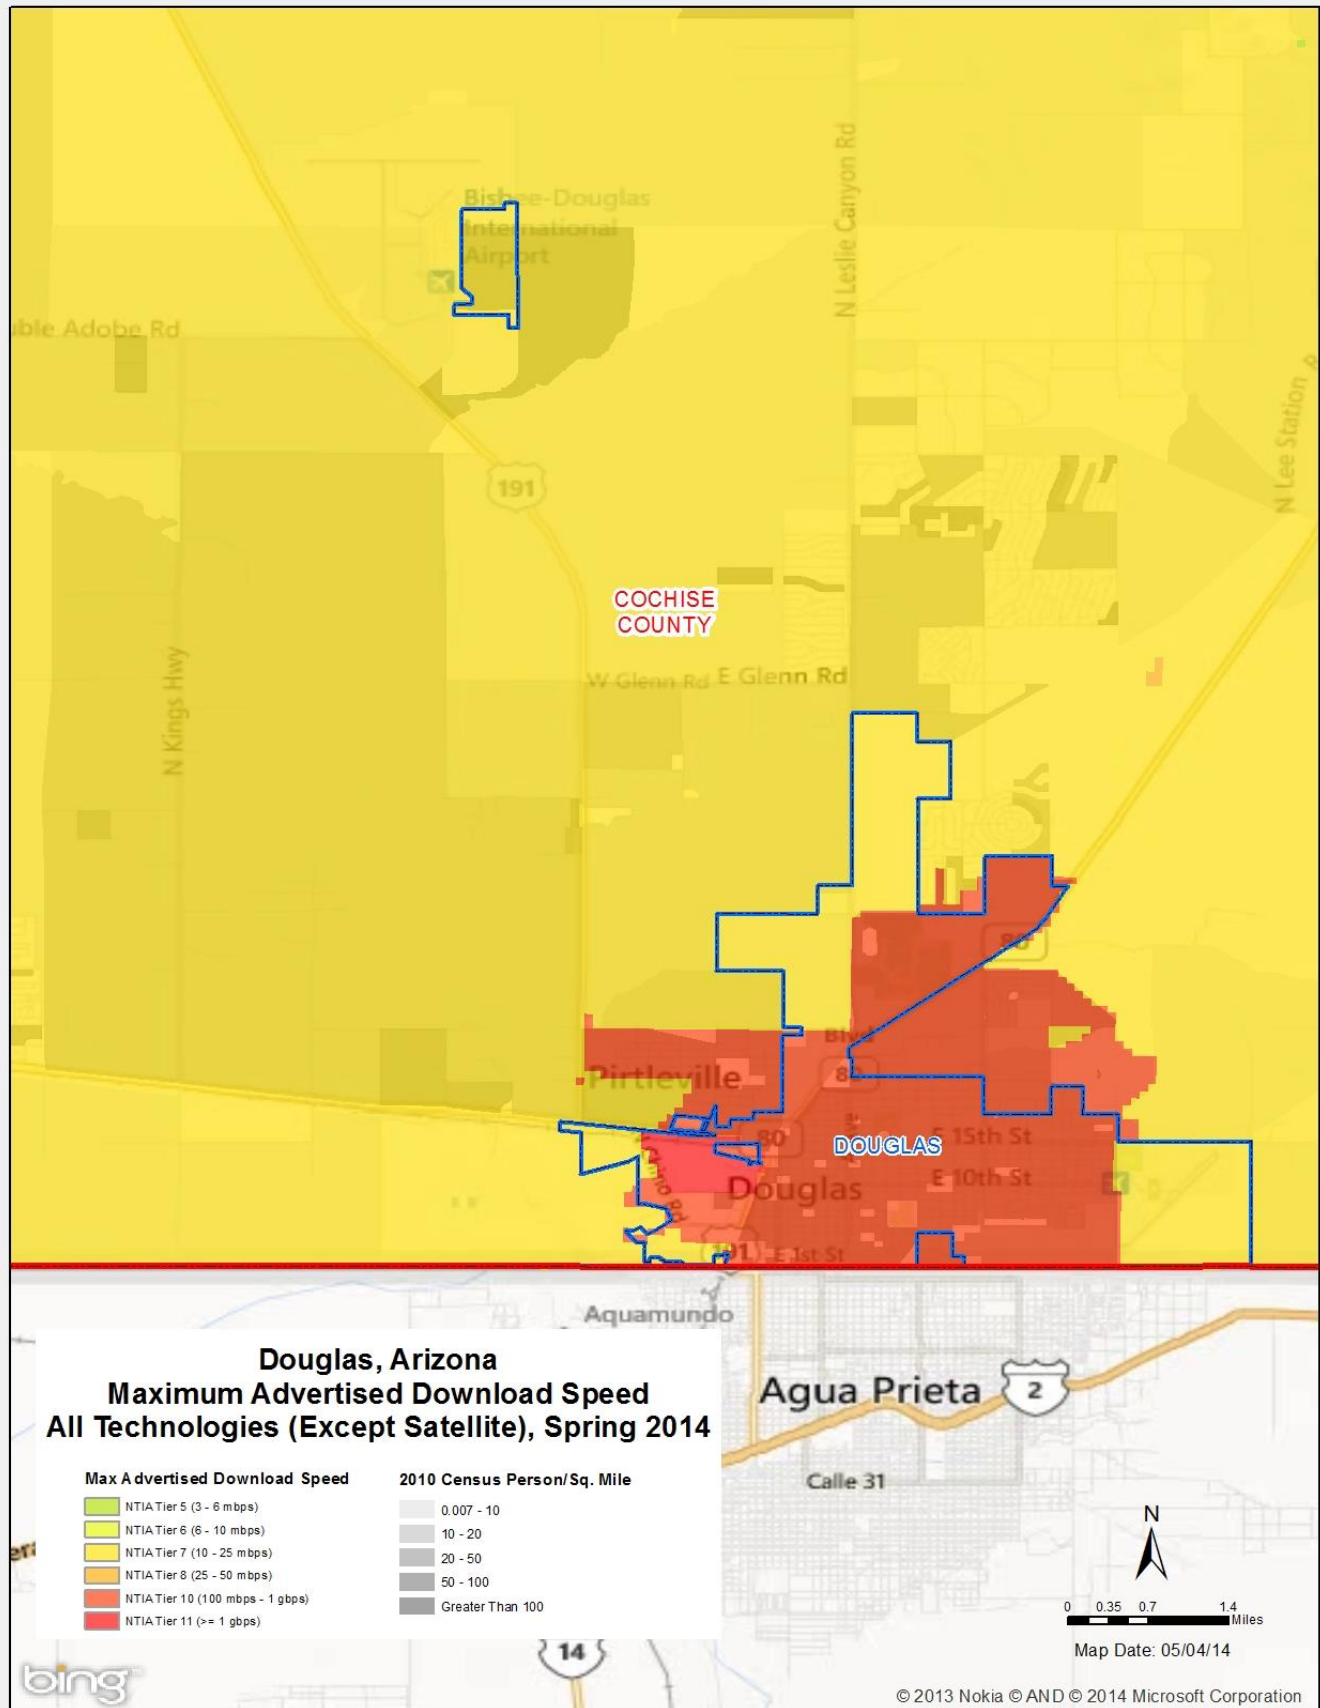 Bisbee-Douglas
International
Airport
N Leslie Canyon Rd
uble Adobe Rd
N Lee Station R
191
COCHISE
COUNTY
W Glenn Rd
E Glenn Rd
N Kings Hwy
80
Blvd
Pirtleville
80
80
DOUGLAS
E 15th St
E 10th St
Douglas
Chino Rd
191
E 1st St
Aquamundo
Agua Prieta
2
Calle 31
Douglas, Arizona
Maximum Advertised Download Speed
All Technologies (Except Satellite), Spring 2014
Max Advertised Download Speed
NTIA Tier 5 (3 - 6 mbps)
NTIA Tier 6 (6 - 10 mbps)
NTIA Tier 7 (10 - 25 mbps)
NTIA Tier 8 (25 - 50 mbps)
NTIA Tier 10 (100 mbps - 1 gbps)
NTIA Tier 11 (>= 1 gbps)
2010 Census Person/Sq. Mile
0.007 - 10
10 - 20
20 - 50
50 - 100
Greater Than 100
14
N
0 0.35 0.7 1.4
Miles
Map Date: 05/04/14
bing
© 2013 Nokia © AND © 2014 Microsoft Corporation